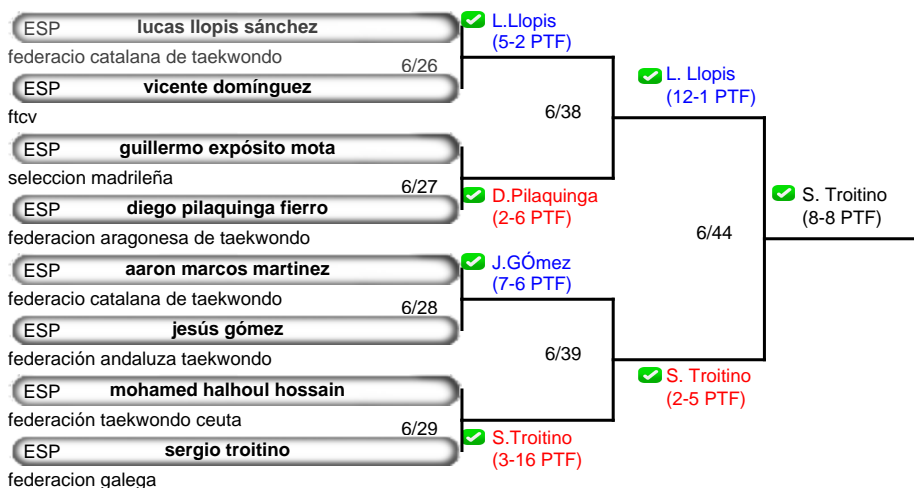 ESP lucas llopis sánchez
federacio catalana de taekwondo
6/26
ESP vicente domínguez
ftcv
ESP guillermo expósito mota
seleccion madrileña
6/27
ESP diego pilaquinga fierro
federacion aragonesa de taekwondo
ESP aaron marcos martinez
federacio catalana de taekwondo
6/28
ESP jesús gómez
federación andaluza taekwondo
ESP mohamed halhoul hossain
federación taekwondo ceuta
6/29
ESP sergio troitino
federacion galega
L.Llopis
(5-2 PTF)
6/38
D.Pilaquinga
(2-6 PTF)
J.GÓmez
(7-6 PTF)
6/39
S.Troitino
(3-16 PTF)
L. Llopis
(12-1 PTF)
6/44
S. Troitino
(2-5 PTF)
S. Troitino
(8-8 PTF)